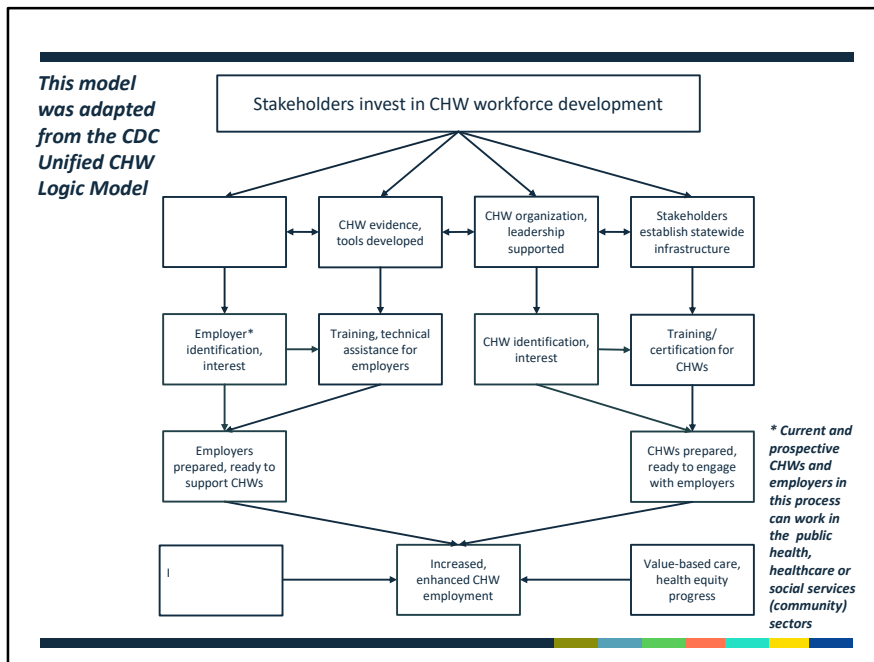 This model
was adapted
from the CDC
Unified CHW
Logic Model
Stakeholders invest in CHW workforce development
CHW evidence,
tools developed
CHW organization,
leadership
supported
Stakeholders
establish statewide
infrastructure
Employer*
identification,
interest
Training, technical
assistance for
employers
CHW identification,
interest
Training/
certification for
CHWs
Employers
prepared, ready to
support CHWs
CHWs prepared,
ready to engage
with employers
* Current and
prospective
CHWs and
employers in
this process
can work in
the public
health,
healthcare or
social services
(community)
sectors
I
Increased,
enhanced CHW
employment
Value-based care,
health equity
progress